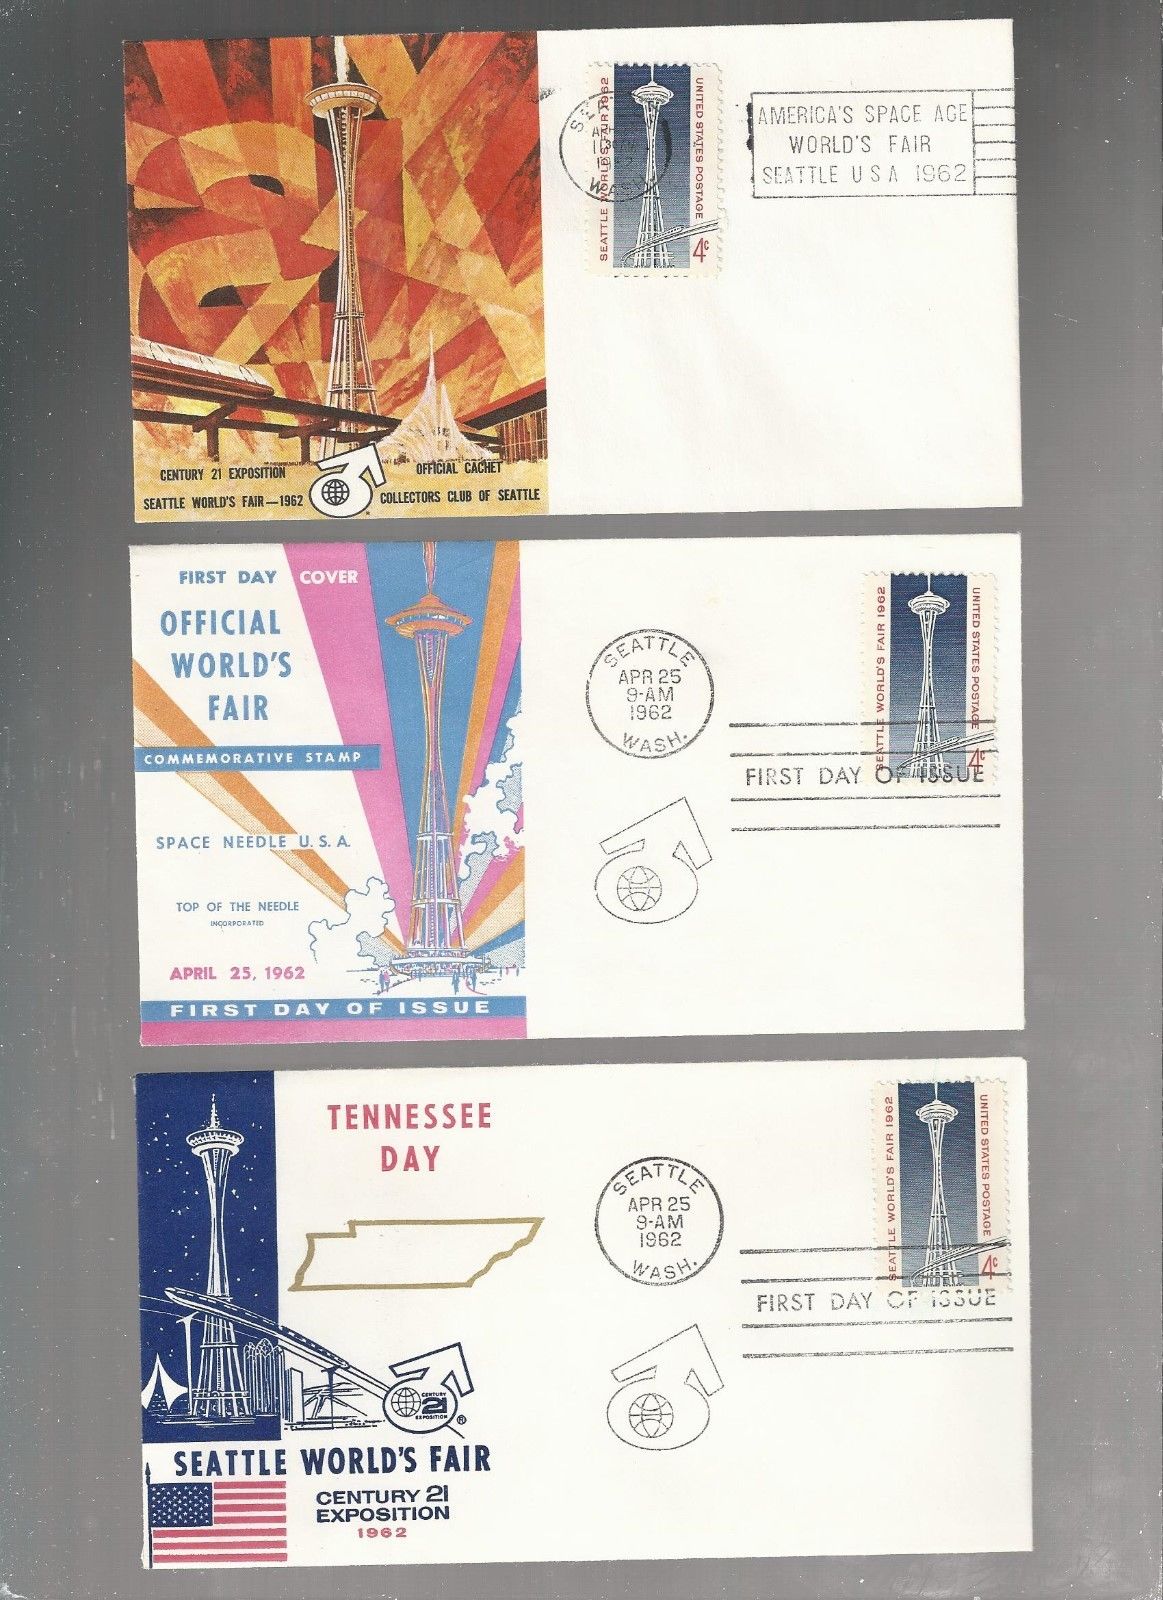 SEATTLE WORLD'S FAIR 1962
UNITED STATES POSTAGE
4c
WASH.
AMERICA'S SPACE AGE
WORLD'S FAIR
SEATTLE U S A 1962
CENTURY 21 EXPOSITION
SEATTLE WORLD'S FAIR—1962
OFFICIAL CACHET
COLLECTORS CLUB OF SEATTLE
FIRST DAY COVER
OFFICIAL
WORLD'S
FAIR
COMMEMORATIVE STAMP
SPACE NEEDLE U. S. A.
TOP OF THE NEEDLE
INCORPORATED
APRIL 25, 1962
FIRST DAY OF ISSUE
SEATTLE
APR 25
9-AM
1962
WASH.
SEATTLE WORLD'S FAIR 1962
UNITED STATES POSTAGE
4c
FIRST DAY OF ISSUE
TENNESSEE
DAY
CENTURY
21
EXPOSITION
®
SEATTLE WORLD'S FAIR
CENTURY 21
EXPOSITION
1962
SEATTLE
APR 25
9-AM
1962
WASH.
SEATTLE WORLD'S FAIR 1962
UNITED STATES POSTAGE
4c
FIRST DAY OF ISSUE